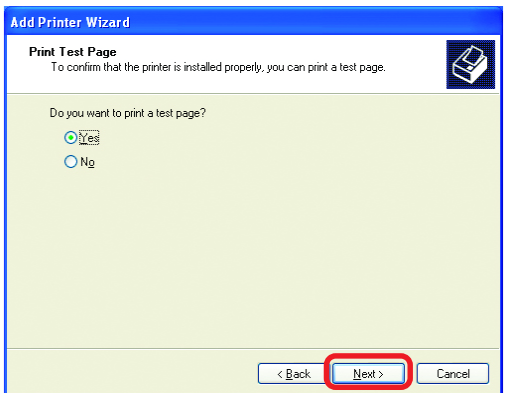 Add Printer Wizard
Print Test Page
To confirm that the printer is installed properly, you can print a test page.
Do you want to print a test page?
Yes
No
< Back
Next >
Cancel